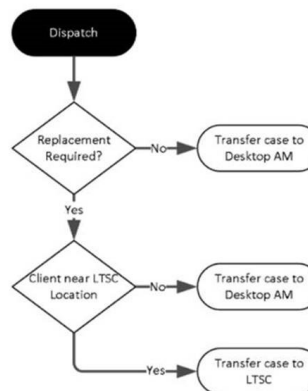 Dispatch
Replacement
Required?
No
Transfer case to
Desktop AM
Yes
Client near LTSC
Location
No
Transfer case to
Desktop AM
Yes
Transfer case to
LTSC